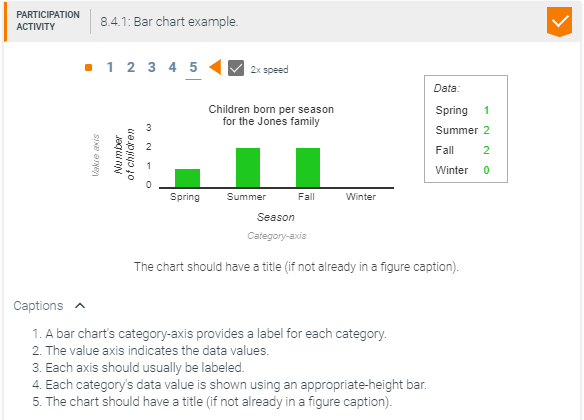 PARTICIPATION
ACTIVITY
8.4.1: Bar chart example.
1 2 3 4 5 2x speed
Data:
Spring 1
Summer 2
Fall 2
Winter 0
Children born per season
for the Jones family
Value axis
Number
of children
3
2
1
0
Spring Summer Fall Winter
Season
Category-axis
The chart should have a title (if not already in a figure caption).
Captions
1. A bar chart's category-axis provides a label for each category.
2. The value axis indicates the data values.
3. Each axis should usually be labeled.
4. Each category's data value is shown using an appropriate-height bar.
5. The chart should have a title (if not already in a figure caption).